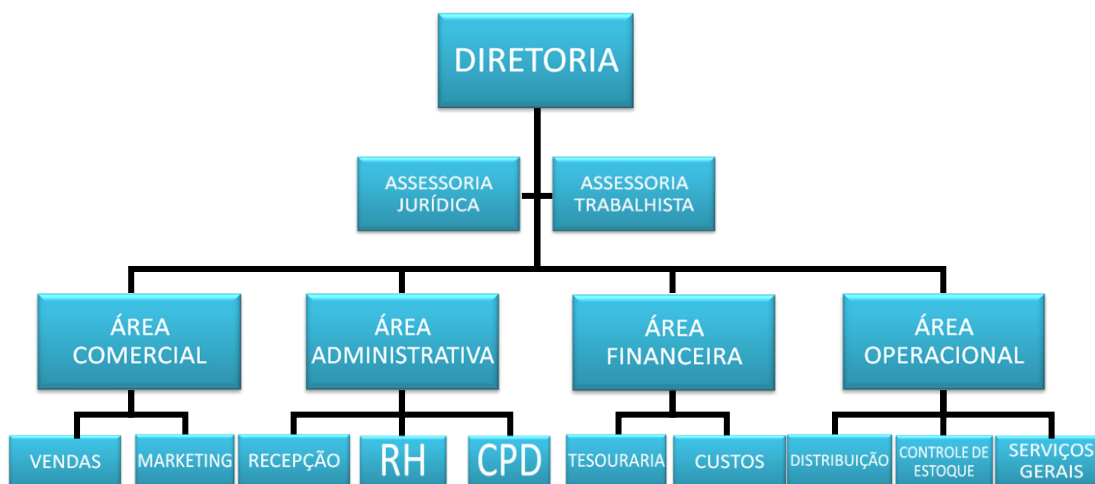 DIRETORIA
ASSESSORIA
JURÍDICA
ASSESSORIA
TRABALHISTA
ÁREA
COMERCIAL
ÁREA
ADMINISTRATIVA
ÁREA
FINANCEIRA
ÁREA
OPERACIONAL
VENDAS
MARKETING
RECEPÇÃO
RH
CPD
TESOURARIA
CUSTOS
DISTRIBUIÇÃO
CONTROLE DE
ESTOQUE
SERVIÇOS
GERAIS